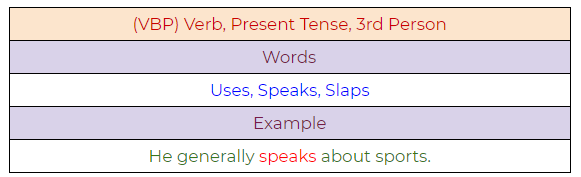 (VBP) Verb, Present Tense, 3rd Person
Words
Uses, Speaks, Slaps
Example
He generally speaks about sports.